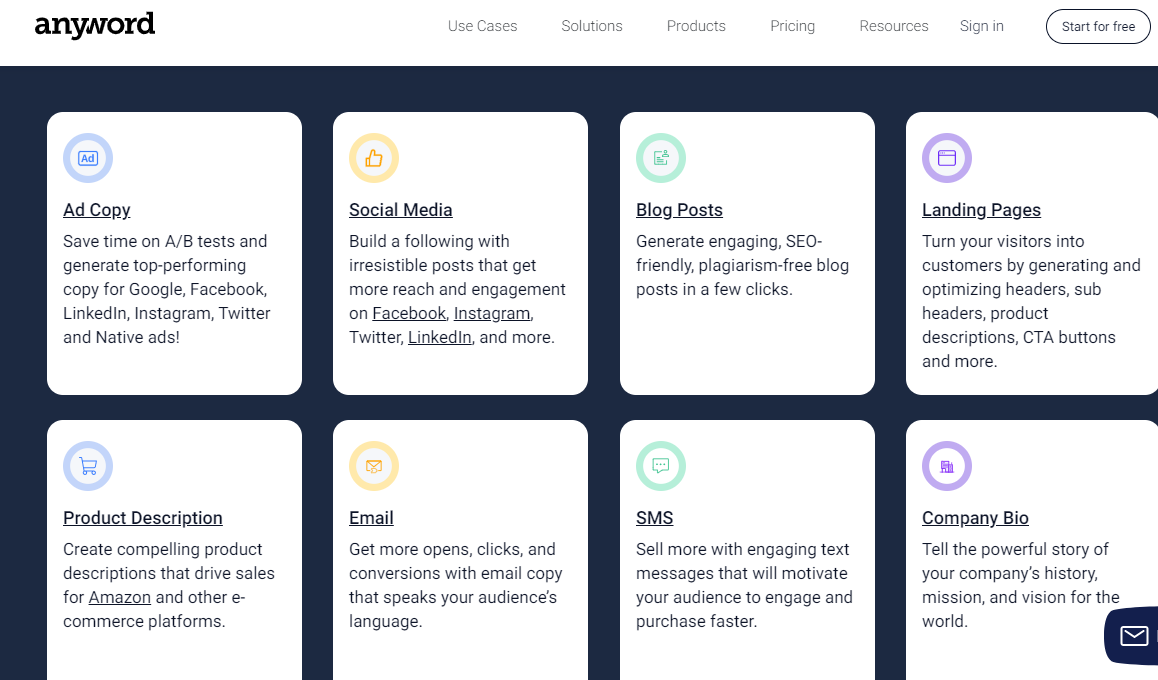 anyword
Use Cases
Solutions
Products
Pricing
Resources
Sign in
Start for free
Ad
Ad Copy
Save time on A/B tests and
generate top-performing
copy for Google, Facebook,
LinkedIn, Instagram, Twitter
and Native ads!
Social Media
Build a following with
irresistible posts that get
more reach and engagement
on Facebook, Instagram,
Twitter, LinkedIn, and more.
Blog Posts
Generate engaging, SEO-
friendly, plagiarism-free blog
posts in a few clicks.
Landing Pages
Turn your visitors into
customers by generating and
optimizing headers, sub
headers, product
descriptions, CTA buttons
and more.
Product Description
Create compelling product
descriptions that drive sales
for Amazon and other e-
commerce platforms.
Email
Get more opens, clicks, and
conversions with email copy
that speaks your audience’s
language.
SMS
Sell more with engaging text
messages that will motivate
your audience to engage and
purchase faster.
Company Bio
Tell the powerful story of
your company’s history,
mission, and vision for the
world.